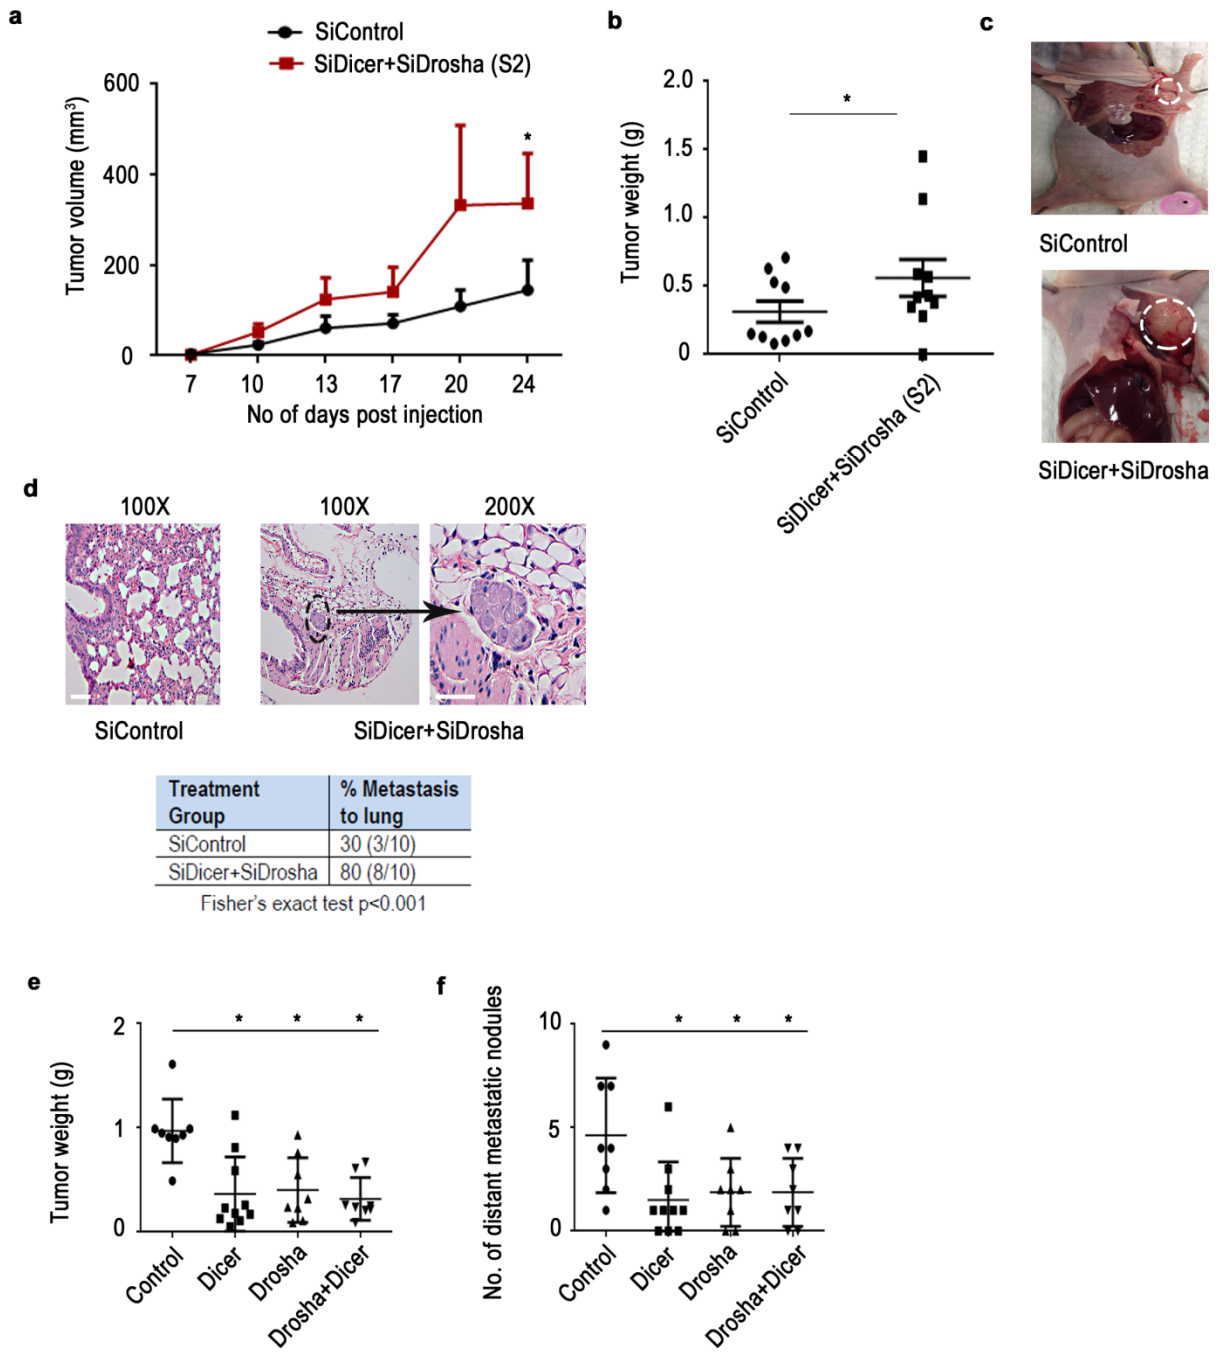 a
SiControl
SiDicer+SiDrosha (S2)
Tumor volume (mm³)
600
400
200
0
*
7 10 13 17 20 24
No of days post injection
b
Tumor weight (g)
2.0
1.5
1.0
0.5
0
*
SiControl
SiDicer+SiDrosha (S2)
c
SiControl
SiDicer+SiDrosha
d
100X 100X 200X
SiControl SiDicer+SiDrosha
Treatment Group % Metastasis to lung
SiControl 30 (3/10)
SiDicer+SiDrosha 80 (8/10)
Fisher's exact test p<0.001
e
Tumor weight (g)
2
1
0
* * *
Control
Dicer
Drosha
Drosha+Dicer
f
No. of distant metastatic nodules
10
5
0
* * *
Control
Dicer
Drosha
Drosha+Dicer